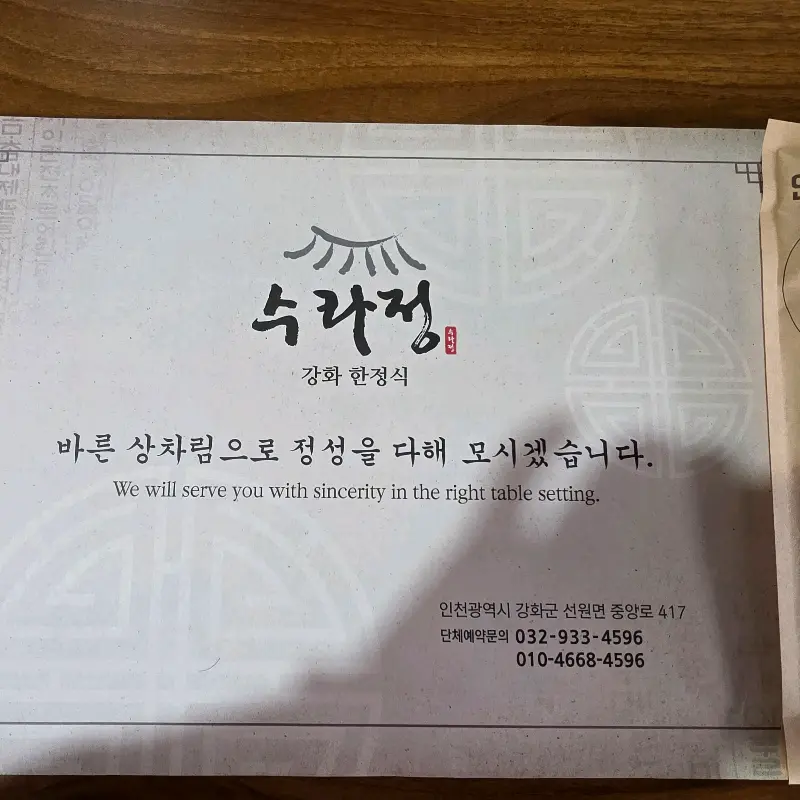 수라정
수라정
강화 한정식
바른 상차림으로 정성을 다해 모시겠습니다.
We will serve you with sincerity in the right table setting.
인천광역시 강화군 선원면 중앙로 417
단체예약문의 032-933-4596
010-4668-4596